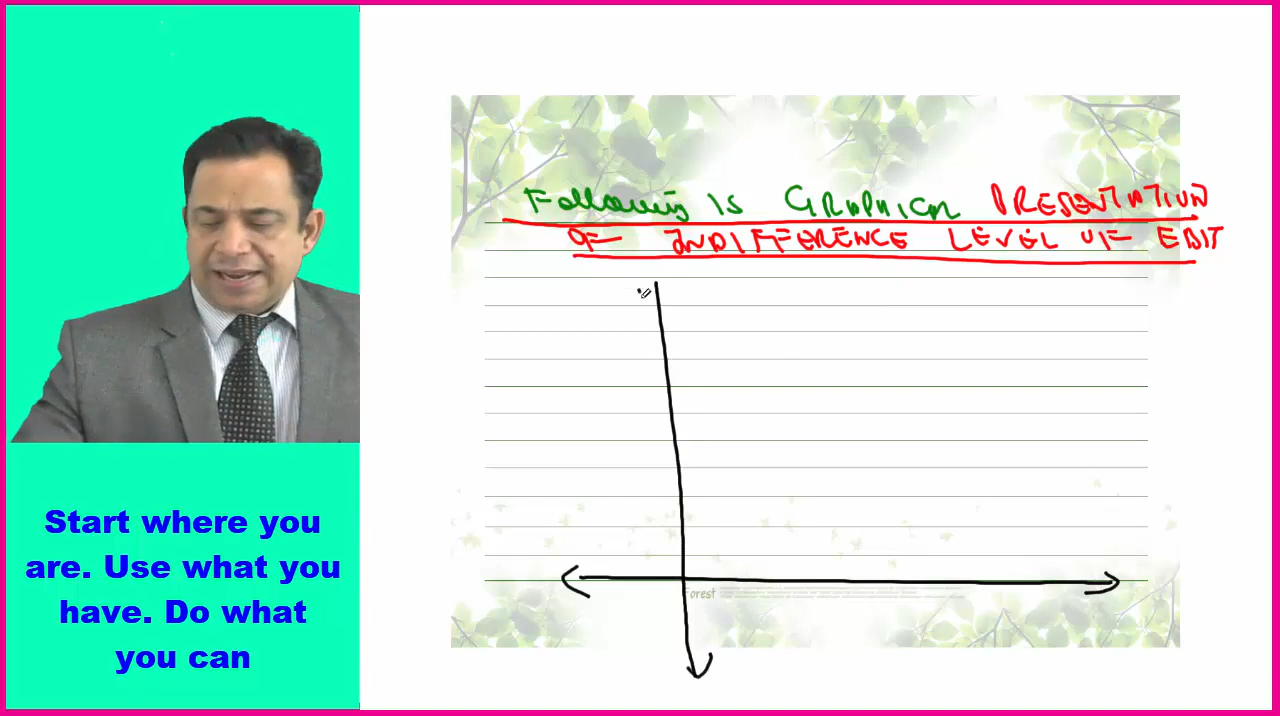 Following IS GRAPHICAL PRESENTATION
OF INDIFFERENCE LEVEL OF EBIT
Forest
Start where you
are. Use what you
have. Do what
you can